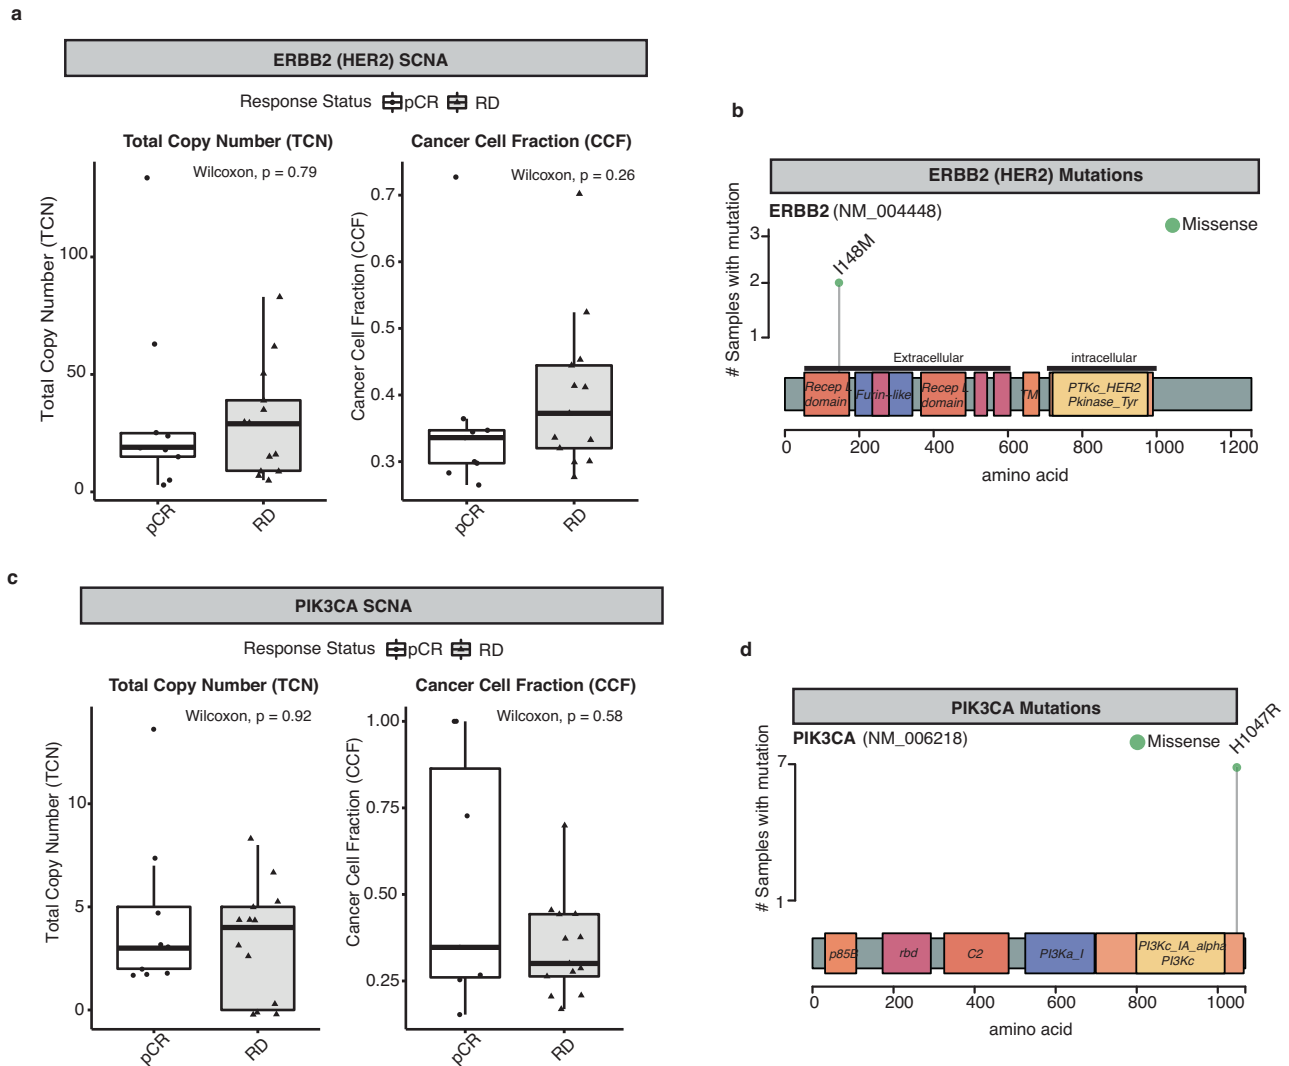 a
ERBB2 (HER2) SCNA
Response Status pCR RD
Total Copy Number (TCN)
Wilcoxon, p = 0.79
Total Copy Number (TCN)
100
50
0
pCR
RD
Cancer Cell Fraction (CCF)
Wilcoxon, p = 0.26
Cancer Cell Fraction (CCF)
0.7
0.6
0.5
0.4
0.3
pCR
RD
b
ERBB2 (HER2) Mutations
ERBB2 (NM_004448)
Missense
# Samples with mutation
3
2
1
I148M
Extracellular
intracellular
Recep L
domain
Furin-like
Recep L
domain
TM
PTKc_HER2
Pkinase_Tyr
0 200 400 600 800 1000 1200
amino acid
c
PIK3CA SCNA
Response Status pCR RD
Total Copy Number (TCN)
Wilcoxon, p = 0.92
Total Copy Number (TCN)
10
5
0
pCR
RD
Cancer Cell Fraction (CCF)
Wilcoxon, p = 0.58
Cancer Cell Fraction (CCF)
1.00
0.75
0.50
0.25
pCR
RD
d
PIK3CA Mutations
PIK3CA (NM_006218)
Missense
H1047R
# Samples with mutation
7
1
p85B
rbd
C2
PI3Ka_I
PI3Kc_IA_alpha
PI3Kc
0 200 400 600 800 1000
amino acid